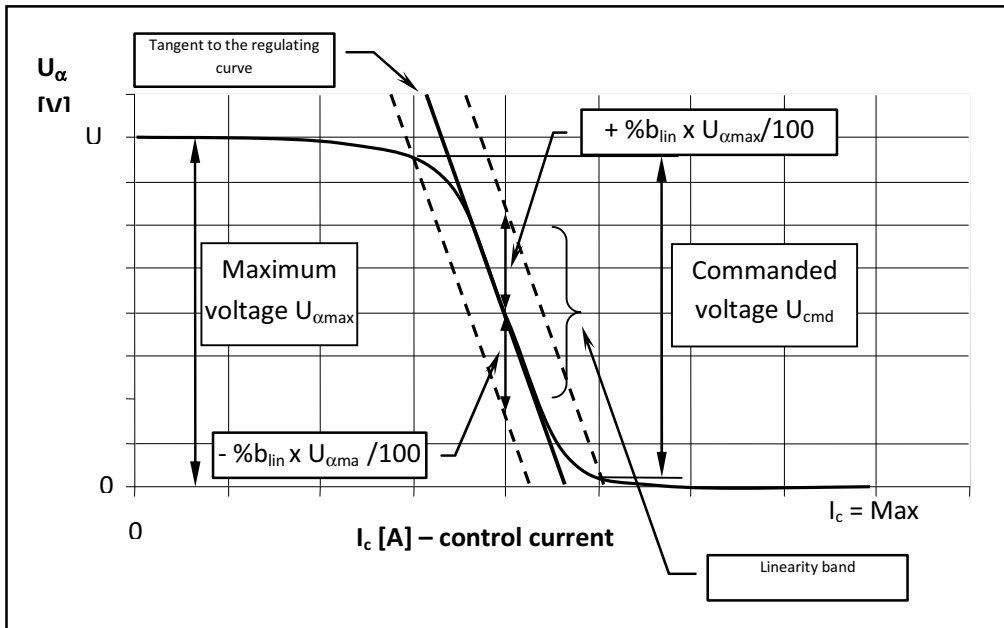 Tangent to the regulating
curve
Uα
[V]
U
+ %blin x Uαmax/100
Maximum
voltage Uαmax
Commanded
voltage Ucmd
- %blin x Uαma /100
0
0
Ic = Max
Ic [A] – control current
Linearity band